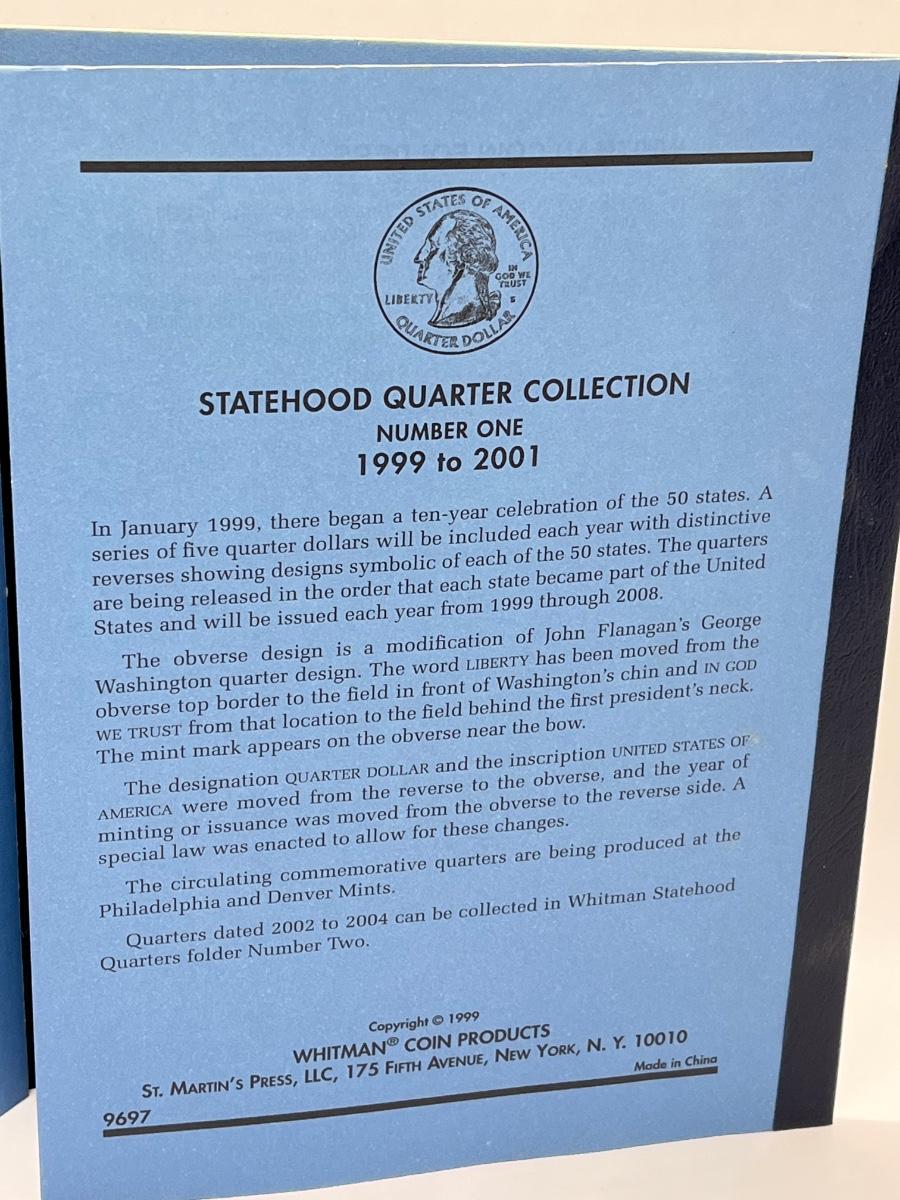 UNITED STATES OF AMERICA
LIBERTY
IN
GOD WE
TRUST
S
QUARTER DOLLAR
STATEHOOD QUARTER COLLECTION
NUMBER ONE
1999 to 2001
In January 1999, there began a ten-year celebration of the 50 states. A
series of five quarter dollars will be included each year with distinctive
reverses showing designs symbolic of each of the 50 states. The quarters
are being released in the order that each state became part of the United
States and will be issued each year from 1999 through 2008.
The obverse design is a modification of John Flanagan's George
Washington quarter design. The word LIBERTY has been moved from the
obverse top border to the field in front of Washington's chin and IN GOD
WE TRUST from that location to the field behind the first president's neck.
The mint mark appears on the obverse near the bow.
The designation QUARTER DOLLAR and the inscription UNITED STATES OF
AMERICA were moved from the reverse to the obverse, and the year of
minting or issuance was moved from the obverse to the reverse side. A
special law was enacted to allow for these changes.
The circulating commemorative quarters are being produced at the
Philadelphia and Denver Mints.
Quarters dated 2002 to 2004 can be collected in Whitman Statehood
Quarters folder Number Two.
Copyright © 1999
WHITMAN® COIN PRODUCTS
ST. MARTIN'S PRESS, LLC, 175 FIFTH AVENUE, NEW YORK, N. Y. 10010
Made in China
9697